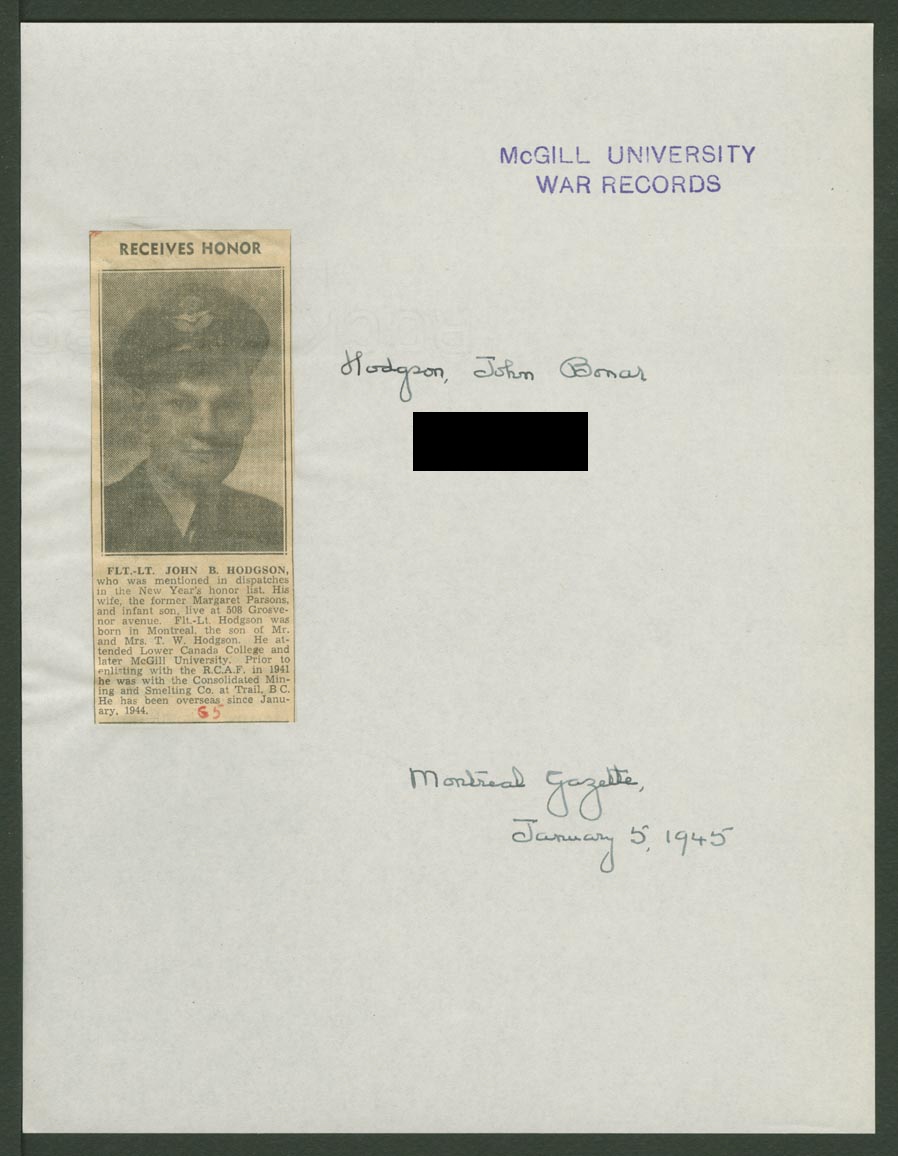 McGILL UNIVERSITY
WAR RECORDS
RECEIVES HONOR
Hodgson, John Bonar
FLT.-LT. JOHN B. HODGSON,
who was mentioned in dispatches
in the New Year's honor list. His
wife, the former Margaret Parsons,
and infant son, live at 508 Grosve-
nor avenue. Flt.-Lt. Hodgson was
born in Montreal, the son of Mr.
and Mrs. T. W. Hodgson. He at-
tended Lower Canada College and
later McGill University. Prior to
enlisting with the R.C.A.F. in 1941
he was with the Consolidated Min-
ing and Smelting Co. at Trail, B C.
He has been overseas since Janu-
ary, 1944.
G5
Montreal Gazette,
January 5, 1945